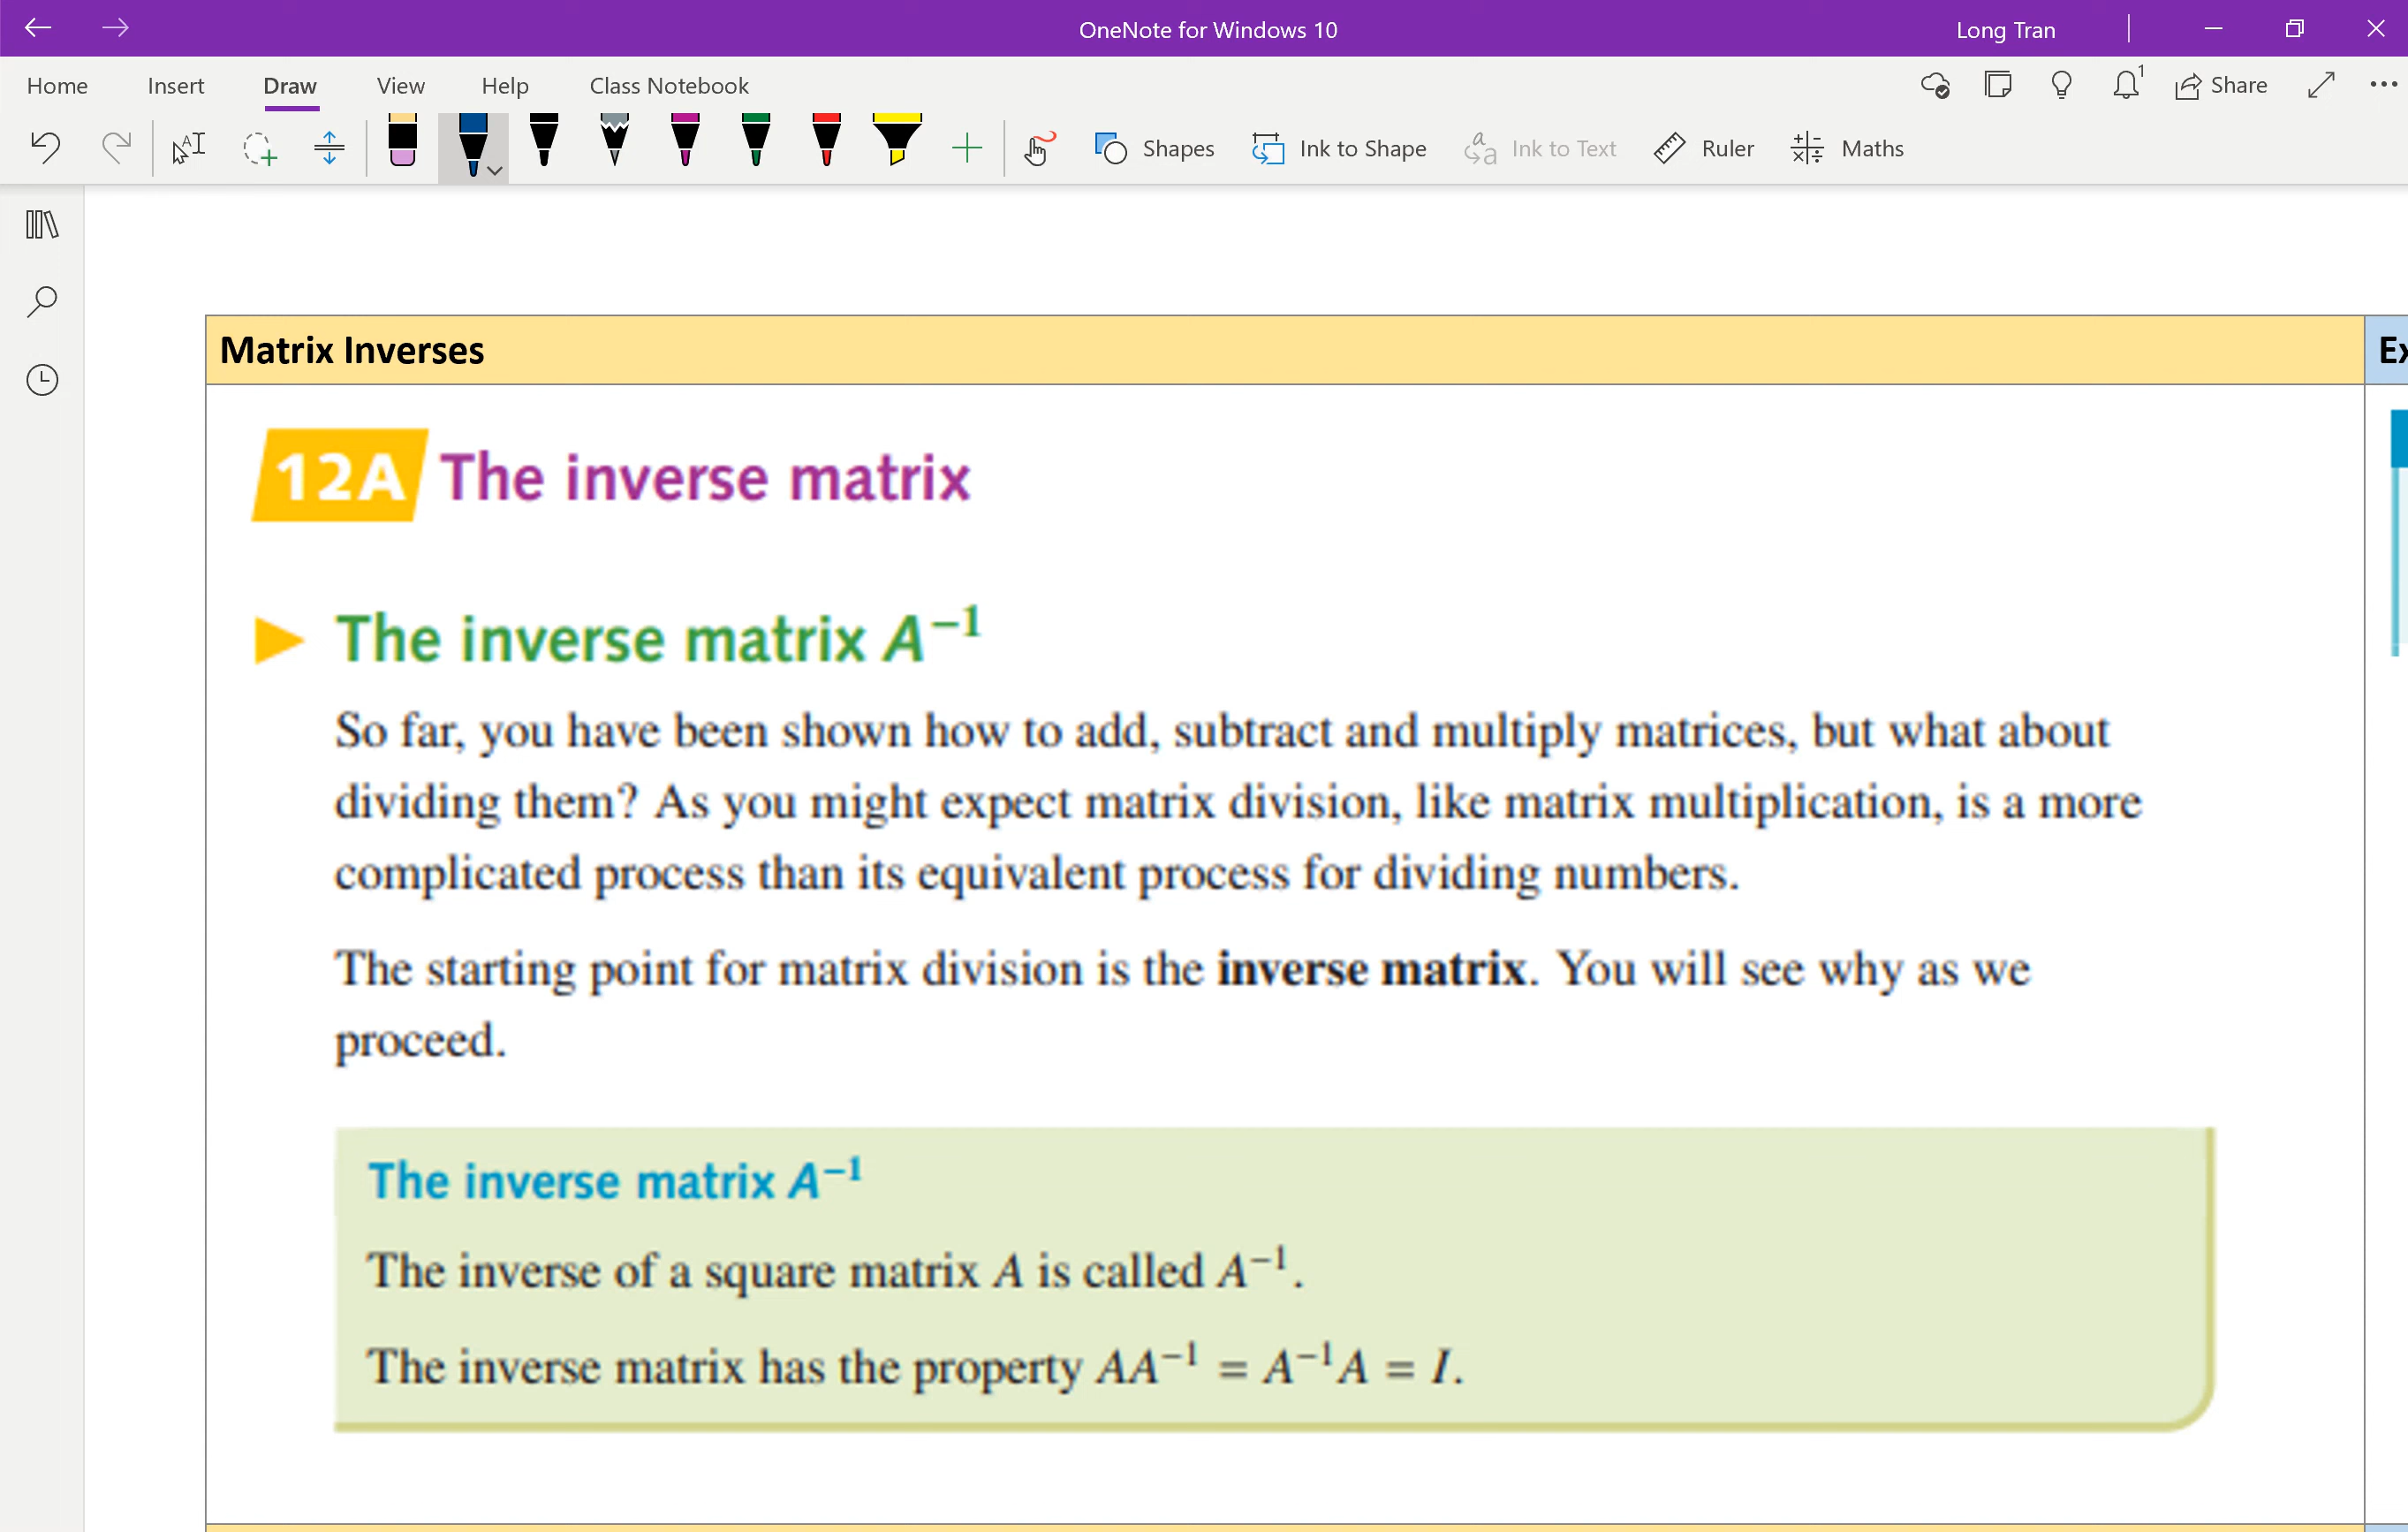 OneNote for Windows 10
Long Tran
Home Insert Draw View Help Class Notebook
1
Share
Shapes Ink to Shape Ink to Text Ruler Maths
Matrix Inverses
12A The inverse matrix
The inverse matrix A⁻¹
So far, you have been shown how to add, subtract and multiply matrices, but what about
dividing them? As you might expect matrix division, like matrix multiplication, is a more
complicated process than its equivalent process for dividing numbers.
The starting point for matrix division is the inverse matrix. You will see why as we
proceed.
The inverse matrix A⁻¹
The inverse of a square matrix A is called A⁻¹.
The inverse matrix has the property AA⁻¹ = A⁻¹A = I.